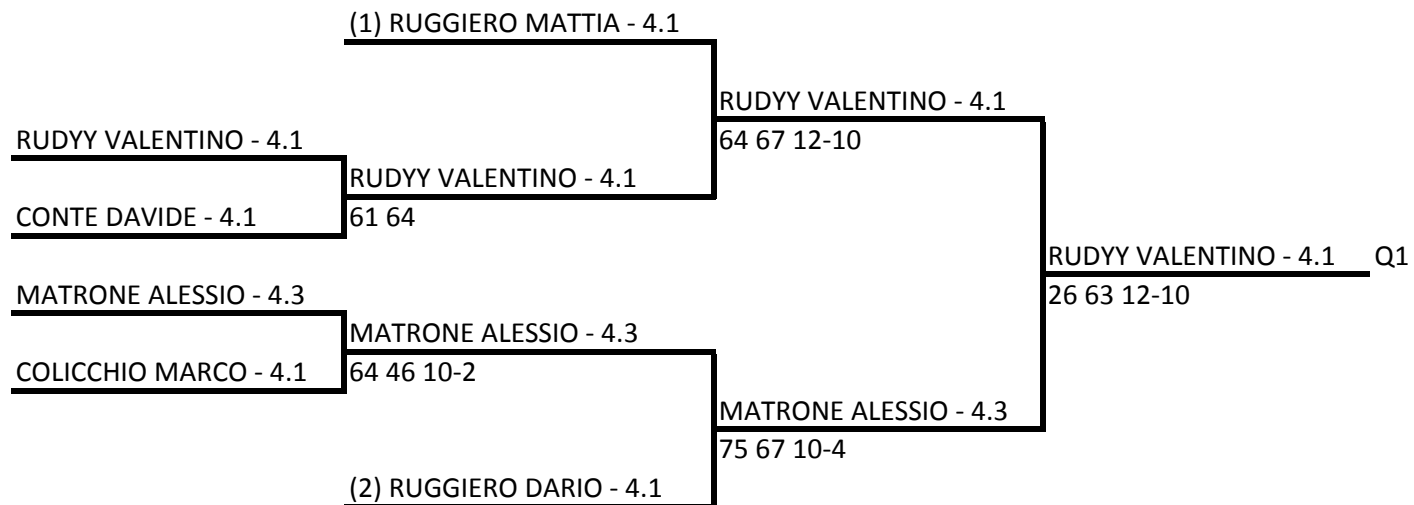 (1) RUGGIERO MATTIA - 4.1
RUDYY VALENTINO - 4.1
RUDYY VALENTINO - 4.1
64 67 12-10
RUDYY VALENTINO - 4.1
CONTE DAVIDE - 4.1
61 64
RUDYY VALENTINO - 4.1 Q1
MATRONE ALESSIO - 4.3
26 63 12-10
MATRONE ALESSIO - 4.3
COLICCHIO MARCO - 4.1
64 46 10-2
MATRONE ALESSIO - 4.3
75 67 10-4
(2) RUGGIERO DARIO - 4.1